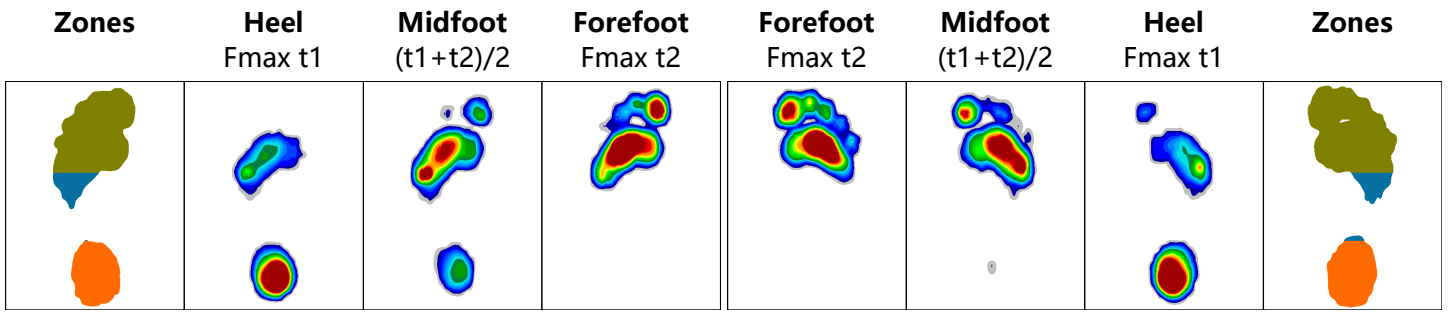 Zones Heel Midfoot Forefoot Forefoot Midfoot Heel Zones
Fmax t1 (t1+t2)/2 Fmax t2 Fmax t2 (t1+t2)/2 Fmax t1